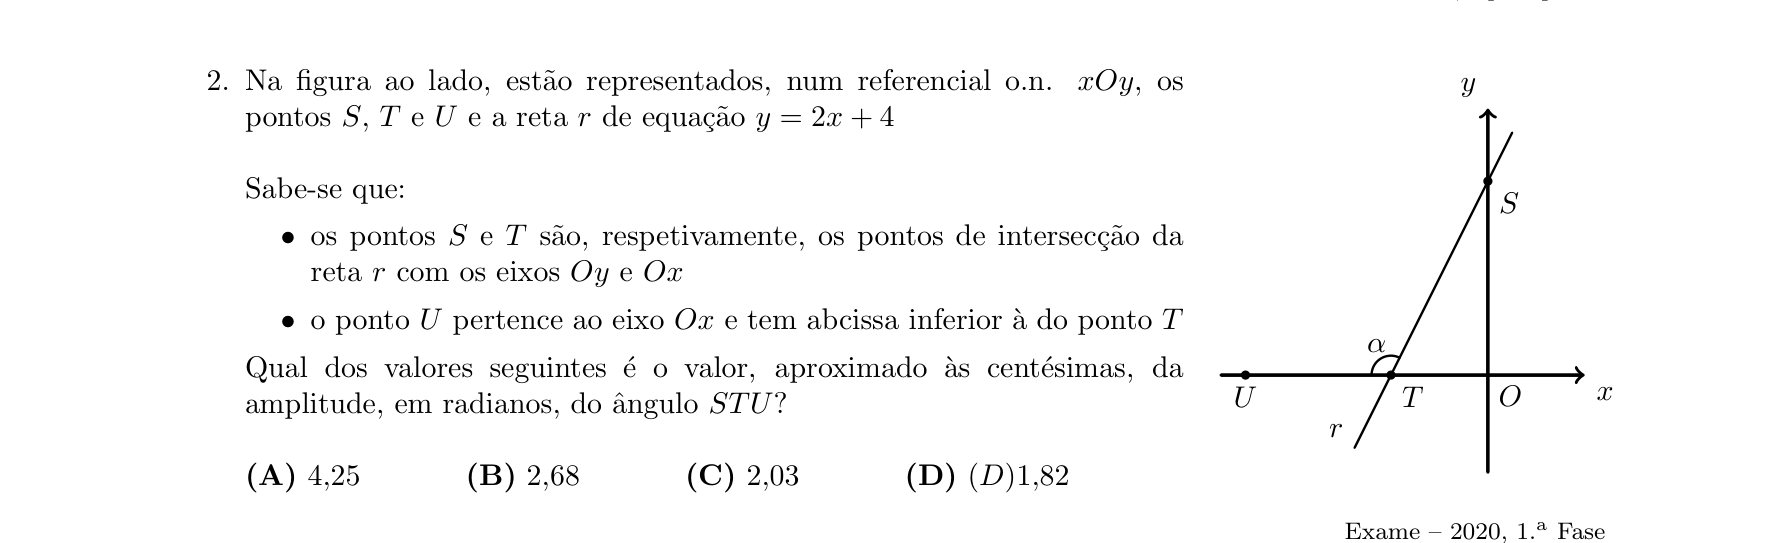 2. Na figura ao lado, estão representados, num referencial o.n. xOy, os
pontos S, T e U e a reta r de equação y = 2x + 4
Sabe-se que:
• os pontos S e T são, respetivamente, os pontos de intersecção da
reta r com os eixos Oy e Ox
• o ponto U pertence ao eixo Ox e tem abcissa inferior à do ponto T
Qual dos valores seguintes é o valor, aproximado às centésimas, da
amplitude, em radianos, do ângulo STU?
(A) 4,25 (B) 2,68 (C) 2,03 (D) (D)1,82
y
S
α
U
T
O
x
r
Exame – 2020, 1.ª Fase